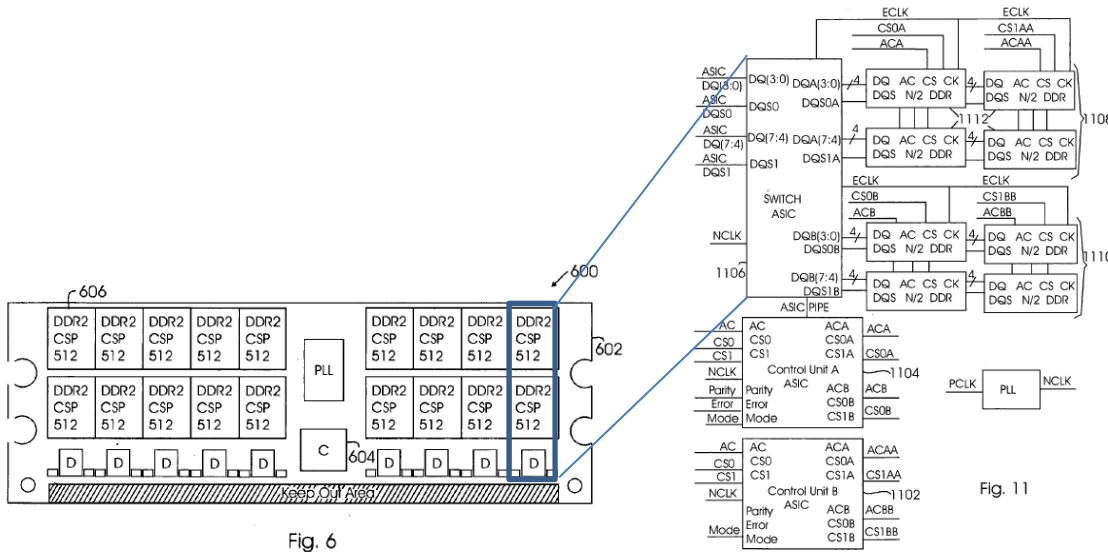 600
606
DDR2 DDR2 DDR2 DDR2 DDR2
CSP CSP CSP CSP CSP
512 512 512 512 512
PLL
DDR2 DDR2 DDR2 DDR2
CSP CSP CSP CSP
512 512 512 512
602
DDR2 DDR2 DDR2 DDR2 DDR2
CSP CSP CSP CSP CSP
512 512 512 512 512
DDR2 DDR2 DDR2 DDR2
CSP CSP CSP CSP
512 512 512 512
D D D D D
C
604
D D D D
Keep Out Area
Fig. 6
ECLK ECLK
CS0A CS1AA
ACA ACAA
ASIC
DQ(3:0)
ASIC
DQS0
ASIC
DQ(7:4)
ASIC
DQS1
DQ(3:0) DQA(3:0) 4
DQS0 DQS0A
DQ(7:4) DQA(7:4) 4
DQS1 DQS1A
DQ AC CS CK 4 DQ AC CS CK
DQS N/2 DDR DQS N/2 DDR
1112
1108
DQ AC CS CK 4 DQ AC CS CK
DQS N/2 DDR DQS N/2 DDR
ECLK ECLK
CS0B CS1BB
ACB ACBB
SWITCH
ASIC
NCLK
1106
DQB(3:0) 4
DQS0B
DQB(7:4) 4
DQS1B
DQ AC CS CK 4 DQ AC CS CK
DQS N/2 DDR DQS N/2 DDR
1110
DQ AC CS CK 4 DQ AC CS CK
DQS N/2 DDR DQS N/2 DDR
ASIC PIPE
AC AC ACA ACA
CS0 CS0 CS0A
CS1 CS1 CS1A CS0A
NCLK Control Unit A 1104
ASIC
Parity Parity ACB ACB
Error Error CS0B
Mode Mode CS1B CS0B
PCLK PLL NCLK
AC AC ACA ACAA
CS0 CS0 CS0A
CS1 CS1 CS1A CS1AA
NCLK Control Unit B 1102
ASIC
Parity ACB ACBB
Error CS0B
Mode Mode CS1B CS1BB
Fig. 11